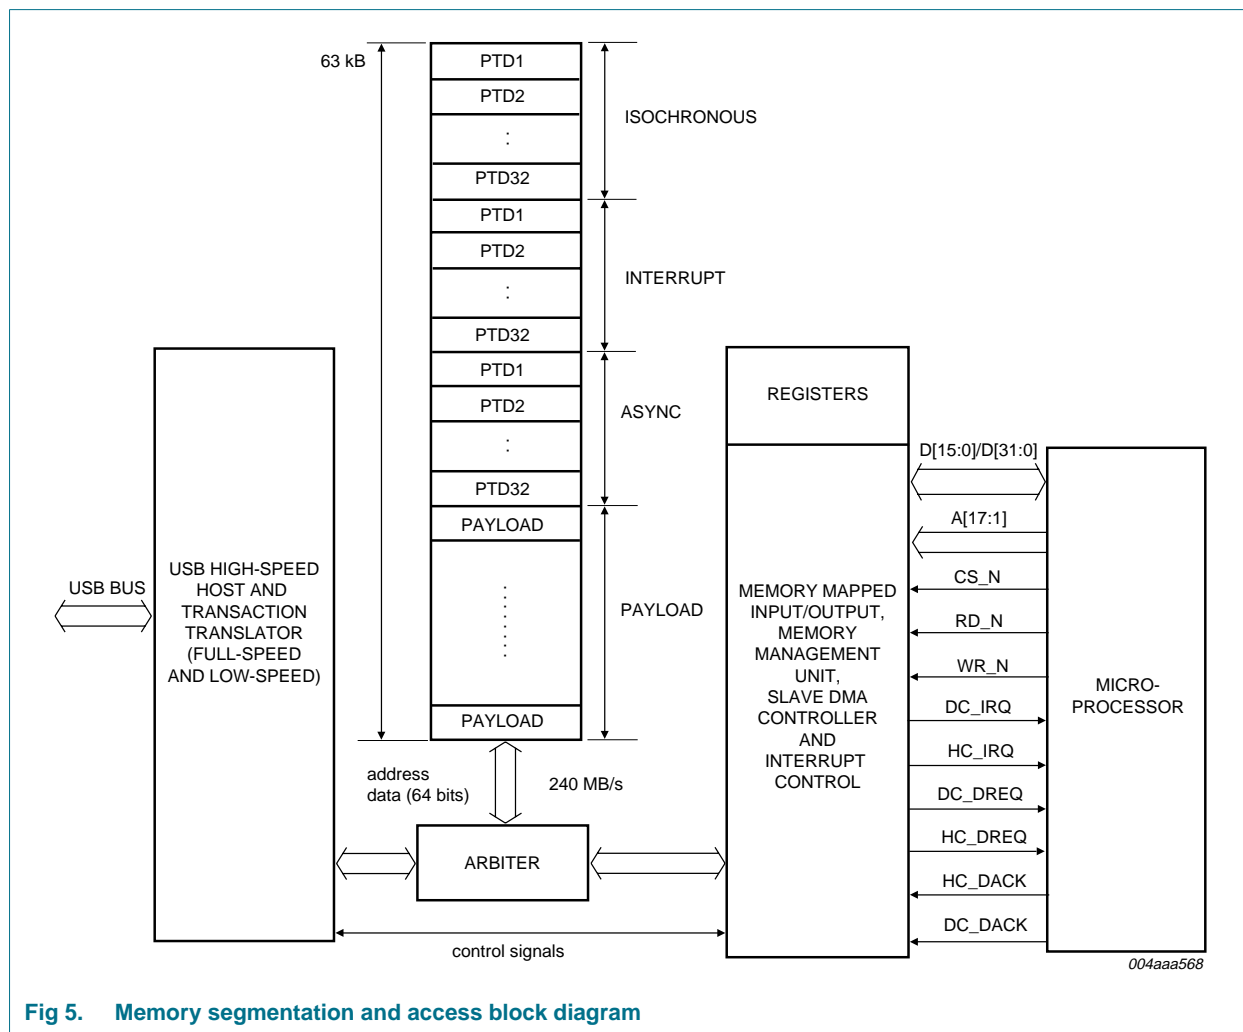 63 kB
PTD1
PTD2
:
PTD32
ISOCHRONOUS
PTD1
PTD2
:
PTD32
INTERRUPT
PTD1
PTD2
:
PTD32
ASYNC
PAYLOAD
. . . . . . . .
PAYLOAD
PAYLOAD
USB BUS
USB HIGH-SPEED
HOST AND
TRANSACTION
TRANSLATOR
(FULL-SPEED
AND LOW-SPEED)
address
data (64 bits)
240 MB/s
ARBITER
control signals
REGISTERS
MEMORY MAPPED
INPUT/OUTPUT,
MEMORY
MANAGEMENT
UNIT,
SLAVE DMA
CONTROLLER
AND
INTERRUPT
CONTROL
D[15:0]/D[31:0]
A[17:1]
CS_N
RD_N
WR_N
DC_IRQ
HC_IRQ
DC_DREQ
HC_DREQ
HC_DACK
DC_DACK
MICRO-
PROCESSOR
004aaa568
Fig 5. Memory segmentation and access block diagram